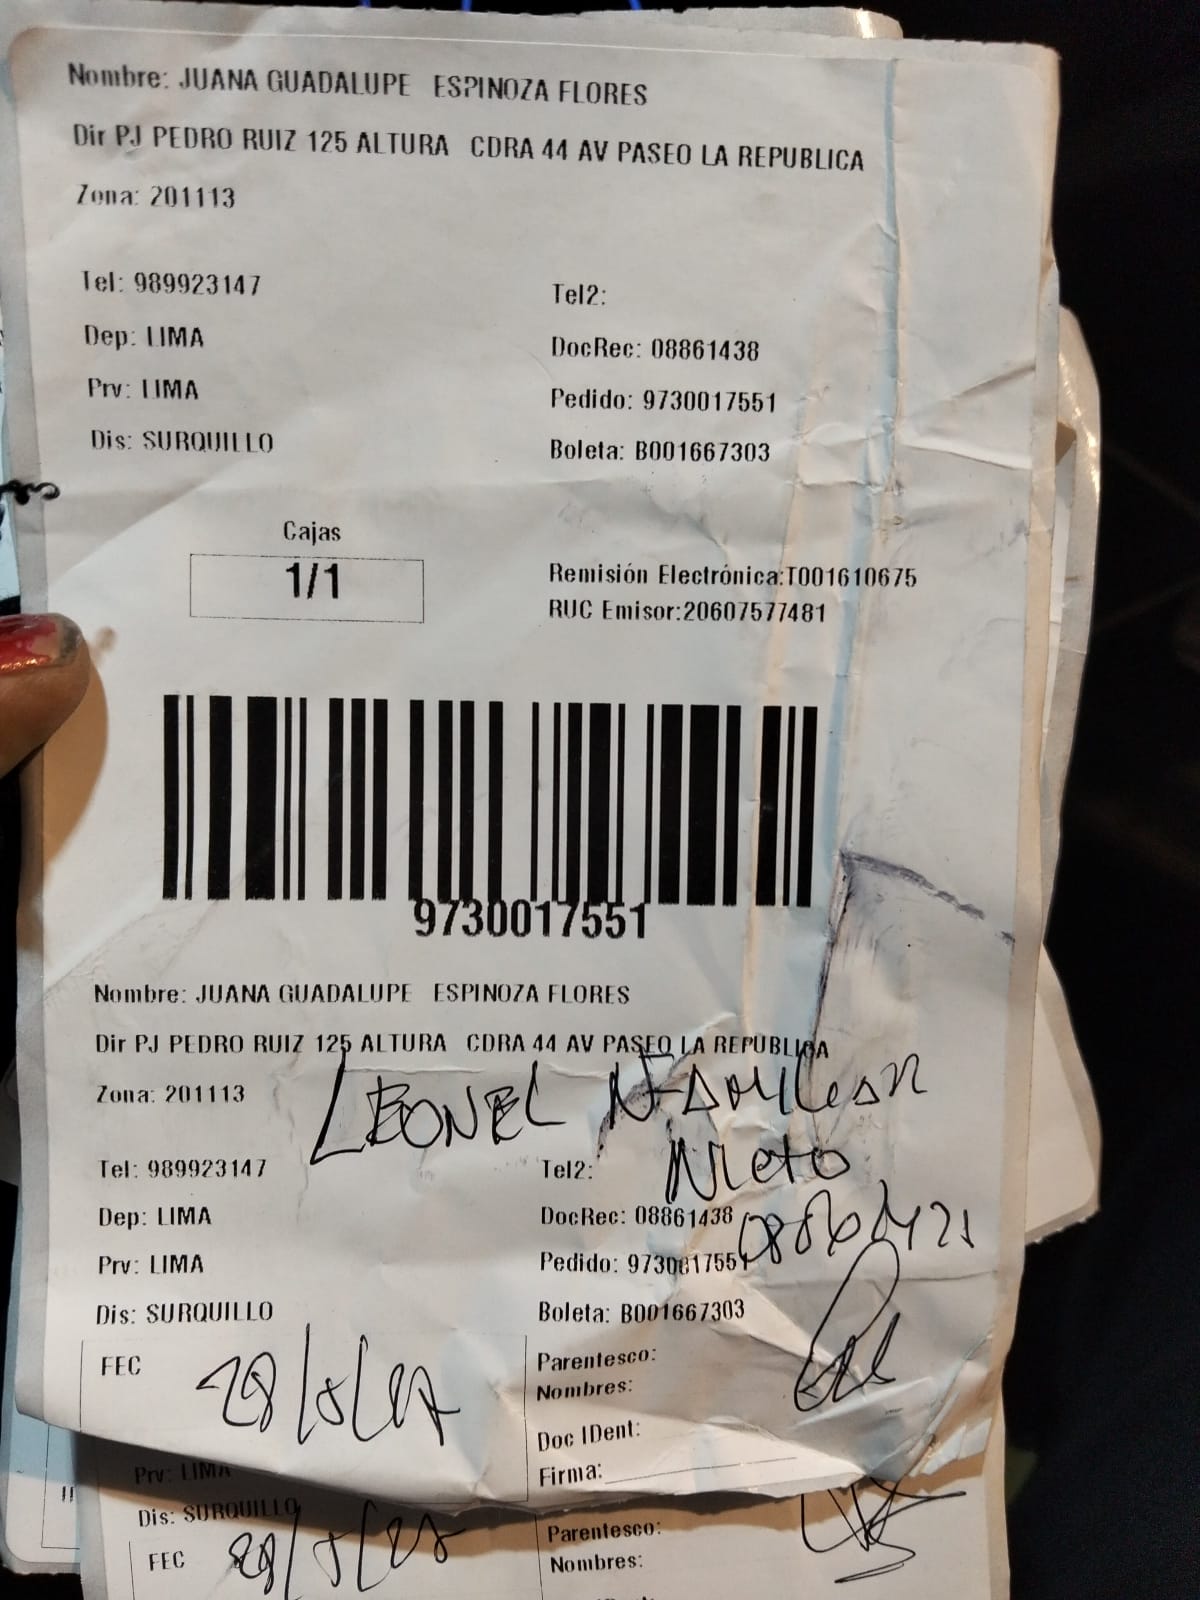 Nombre: JUANA GUADALUPE ESPINOZA FLORES
Dir PJ PEDRO RUIZ 125 ALTURA CDRA 44 AV PASEO LA REPUBLICA
Zona: 201113
Tel: 989923147
Tel2:
Dep: LIMA
DocRec: 08861438
Prv: LIMA
Pedido: 9730017551
Dis: SURQUILLO
Boleta: B001667303
Cajas
1/1
Remisión Electrónica:T001610675
RUC Emisor:20607577481
9730017551
Nombre: JUANA GUADALUPE ESPINOZA FLORES
Dir PJ PEDRO RUIZ 125 ALTURA CDRA 44 AV PASEO LA REPUBLICA
Zona: 201113
LEONEL
Nieto
Tel: 989923147
Tel2:
Dep: LIMA
DocRec: 08861438
Prv: LIMA
Pedido: 9730017551
Dis: SURQUILLO
Boleta: B001667303
FEC
Parentesco:
Nombres:
Doc IDent:
Firma:
Prv: LIMA
Dis: SURQUILLO
FEC
Parentesco:
Nombres: